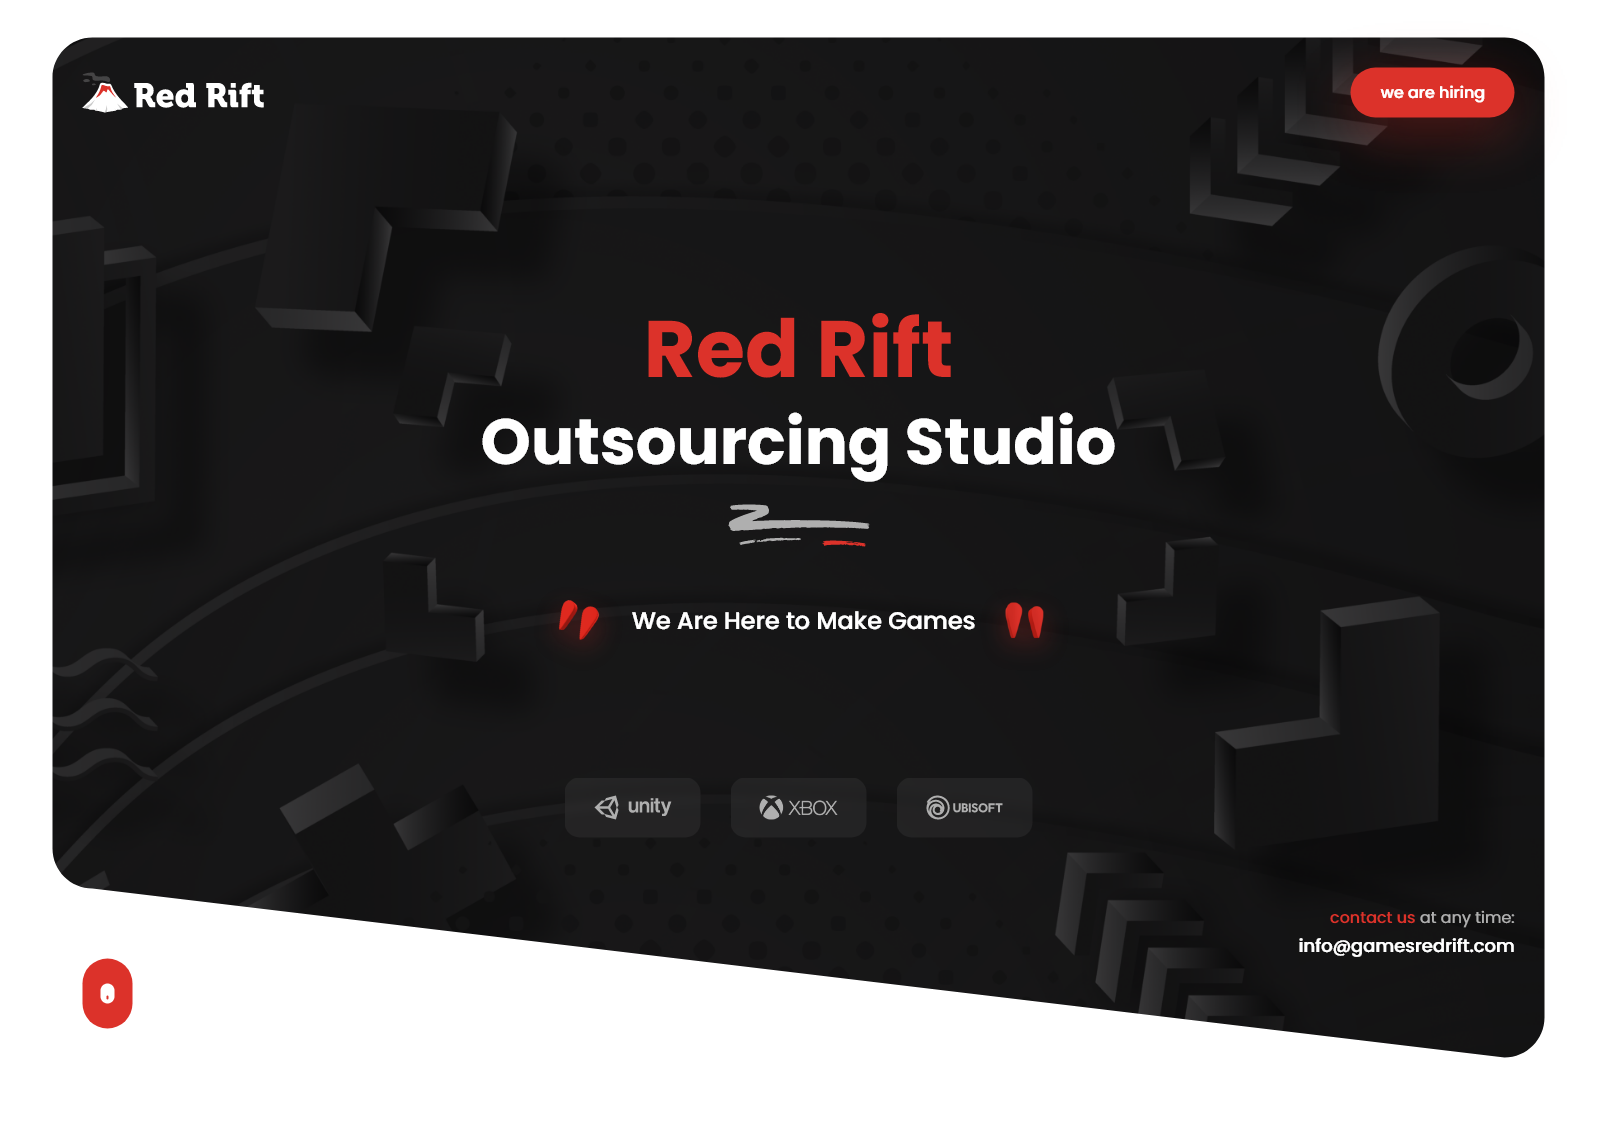 Red Rift
we are hiring
Red Rift
Outsourcing Studio
" We Are Here to Make Games "
unity
XBOX
UBISOFT
contact us at any time:
info@gamesredrift.com